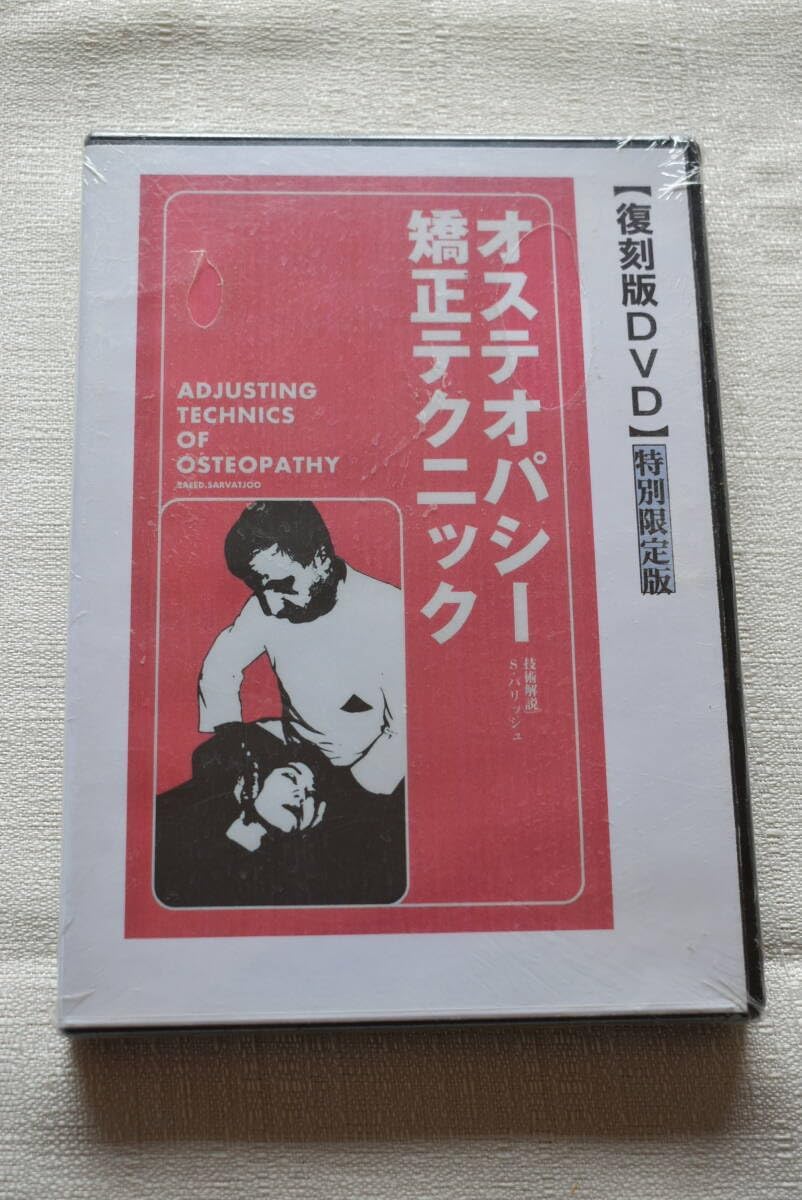 【復刻版DVD】特別限定版
オステオパシー
矯正テクニック
ADJUSTING
TECHNICS
OF
OSTEOPATHY
SAEED.SARVATJOO
技術解説
S・パリッシュ